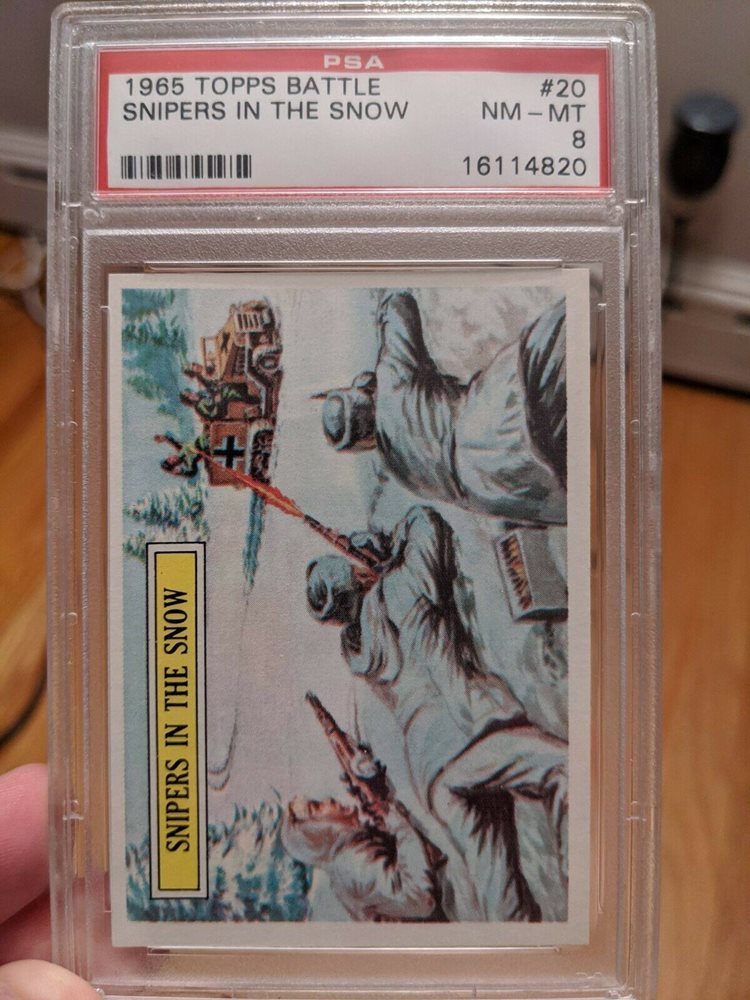 PSA
1965 TOPPS BATTLE #20
SNIPERS IN THE SNOW NM - MT
8
16114820
SNIPERS IN THE SNOW